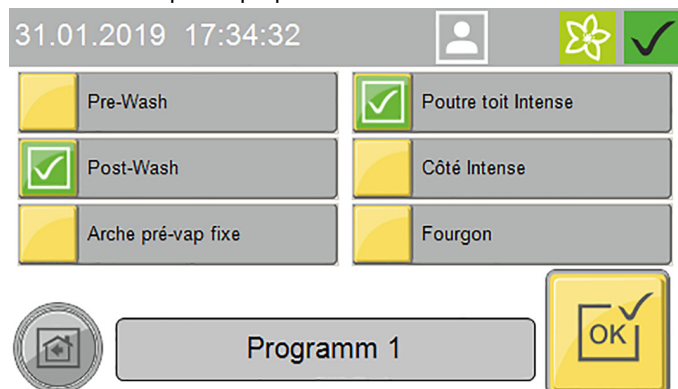 31.01.2019 17:34:32
Pre-Wash
Poutre toit Intense
Post-Wash
Côté Intense
Arche pré-vap fixe
Fourgon
Programm 1
OK